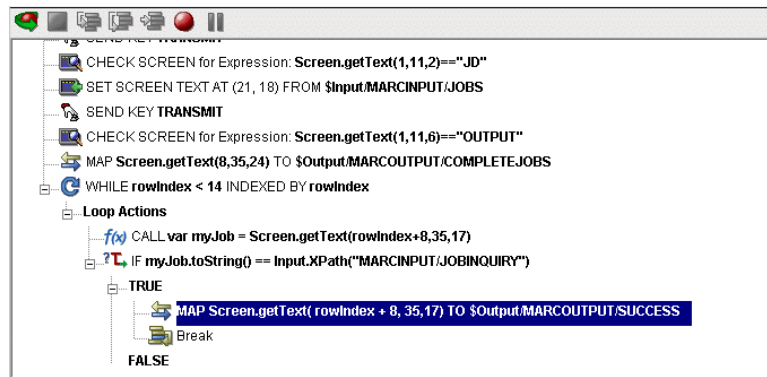 SEND KEY TRANSMIT
CHECK SCREEN for Expression: Screen.getText(1,11,2)=="JD"
SET SCREEN TEXT AT (21, 18) FROM $Input/MARCINPUT/JOBS
SEND KEY TRANSMIT
CHECK SCREEN for Expression: Screen.getText(1,11,6)=="OUTPUT"
MAP Screen.getText(8,35,24) TO $Output/MARCOUTPUT/COMPLETEJOBS
WHILE rowIndex < 14 INDEXED BY rowIndex
Loop Actions
f(x) CALL var myJob = Screen.getText(rowIndex+8,35,17)
IF myJob.toString() == Input.XPath("MARCINPUT/JOBINQUIRY")
TRUE
MAP Screen.getText( rowIndex + 8, 35,17) TO $Output/MARCOUTPUT/SUCCESS
Break
FALSE